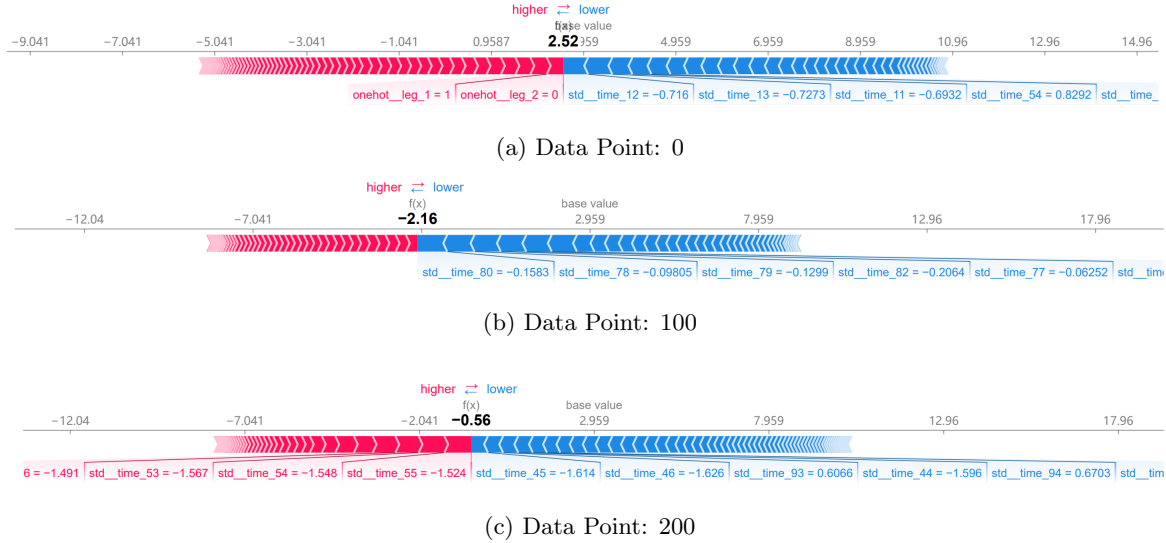 higher ⇄ lower
f(x) base value
−9.041 −7.041 −5.041 −3.041 −1.041 0.9587 2.52 2.959 4.959 6.959 8.959 10.96 12.96 14.96
onehot__leg_1 = 1 onehot__leg_2 = 0 std__time_12 = −0.716 std__time_13 = −0.7273 std__time_11 = −0.6932 std__time_54 = 0.8292 std__time_
(a) Data Point: 0
higher ⇄ lower
f(x) base value
−12.04 −7.041 −2.16 2.959 7.959 12.96 17.96
std__time_80 = −0.1583 std__time_78 = −0.09805 std__time_79 = −0.1299 std__time_82 = −0.2064 std__time_77 = −0.06252 std__time
(b) Data Point: 100
higher ⇄ lower
f(x) base value
−12.04 −7.041 −2.041 −0.56 2.959 7.959 12.96 17.96
6 = −1.491 std__time_53 = −1.567 std__time_54 = −1.548 std__time_55 = −1.524 std__time_45 = −1.614 std__time_46 = −1.626 std__time_93 = 0.6066 std__time_44 = −1.596 std__time_94 = 0.6703 std__tim
(c) Data Point: 200